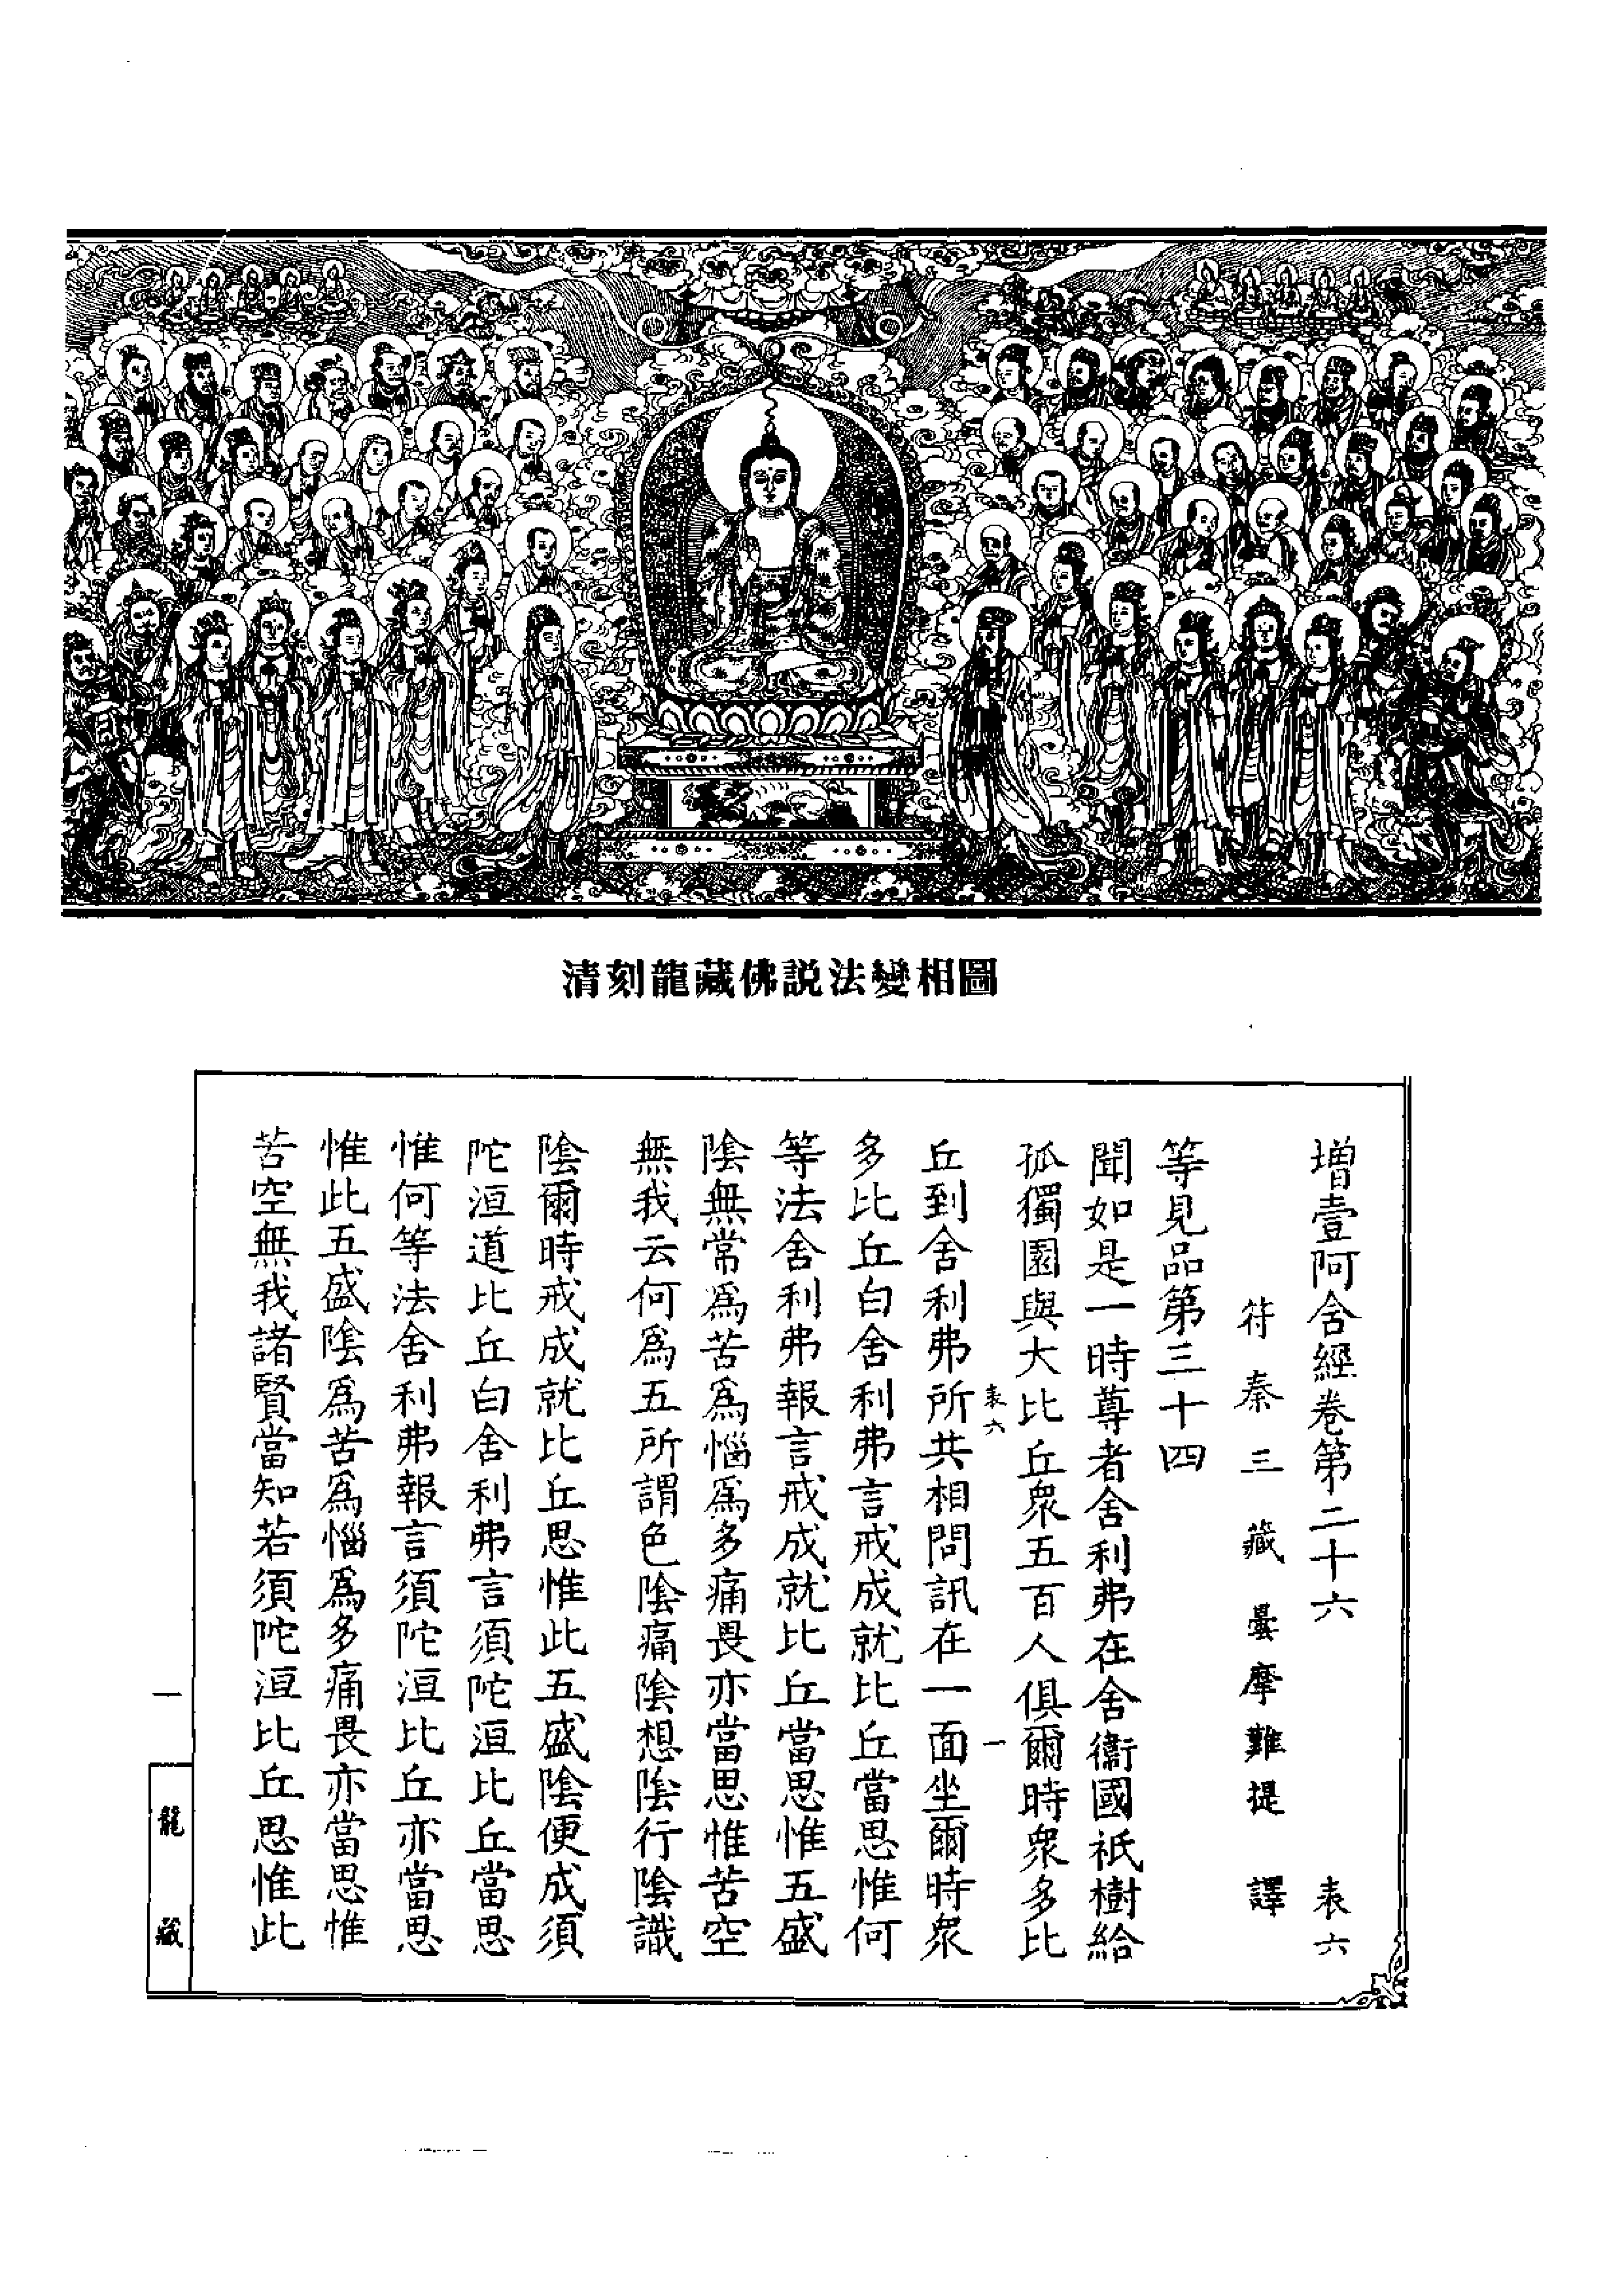 清刻龍藏佛説法變相圖
增壹阿含經卷第二十六 表六
符秦三藏曇摩難提 譯
等見品第三十四
聞如是一時尊者舍利弗在舍衞國祇樹給
孤獨園與大比丘衆五百人俱爾時衆多比
表六 一
丘到舍利弗所共相問訊在一面坐爾時衆
多比丘白舍利弗言戒成就比丘當思惟何
等法舍利弗報言戒成就比丘當思惟五盛
陰無常爲苦爲惱爲多痛畏亦當思惟苦空
無我云何爲五所謂色陰痛陰想陰行陰識
陰爾時戒成就比丘思惟此五盛陰便成須
陀洹道比丘白舍利弗言須陀洹比丘當思
惟何等法舍利弗報言須陀洹比丘亦當思
惟此五盛陰爲苦爲惱爲多痛畏亦當思惟
苦空無我諸賢當知若須陀洹比丘思惟此
一
龍藏